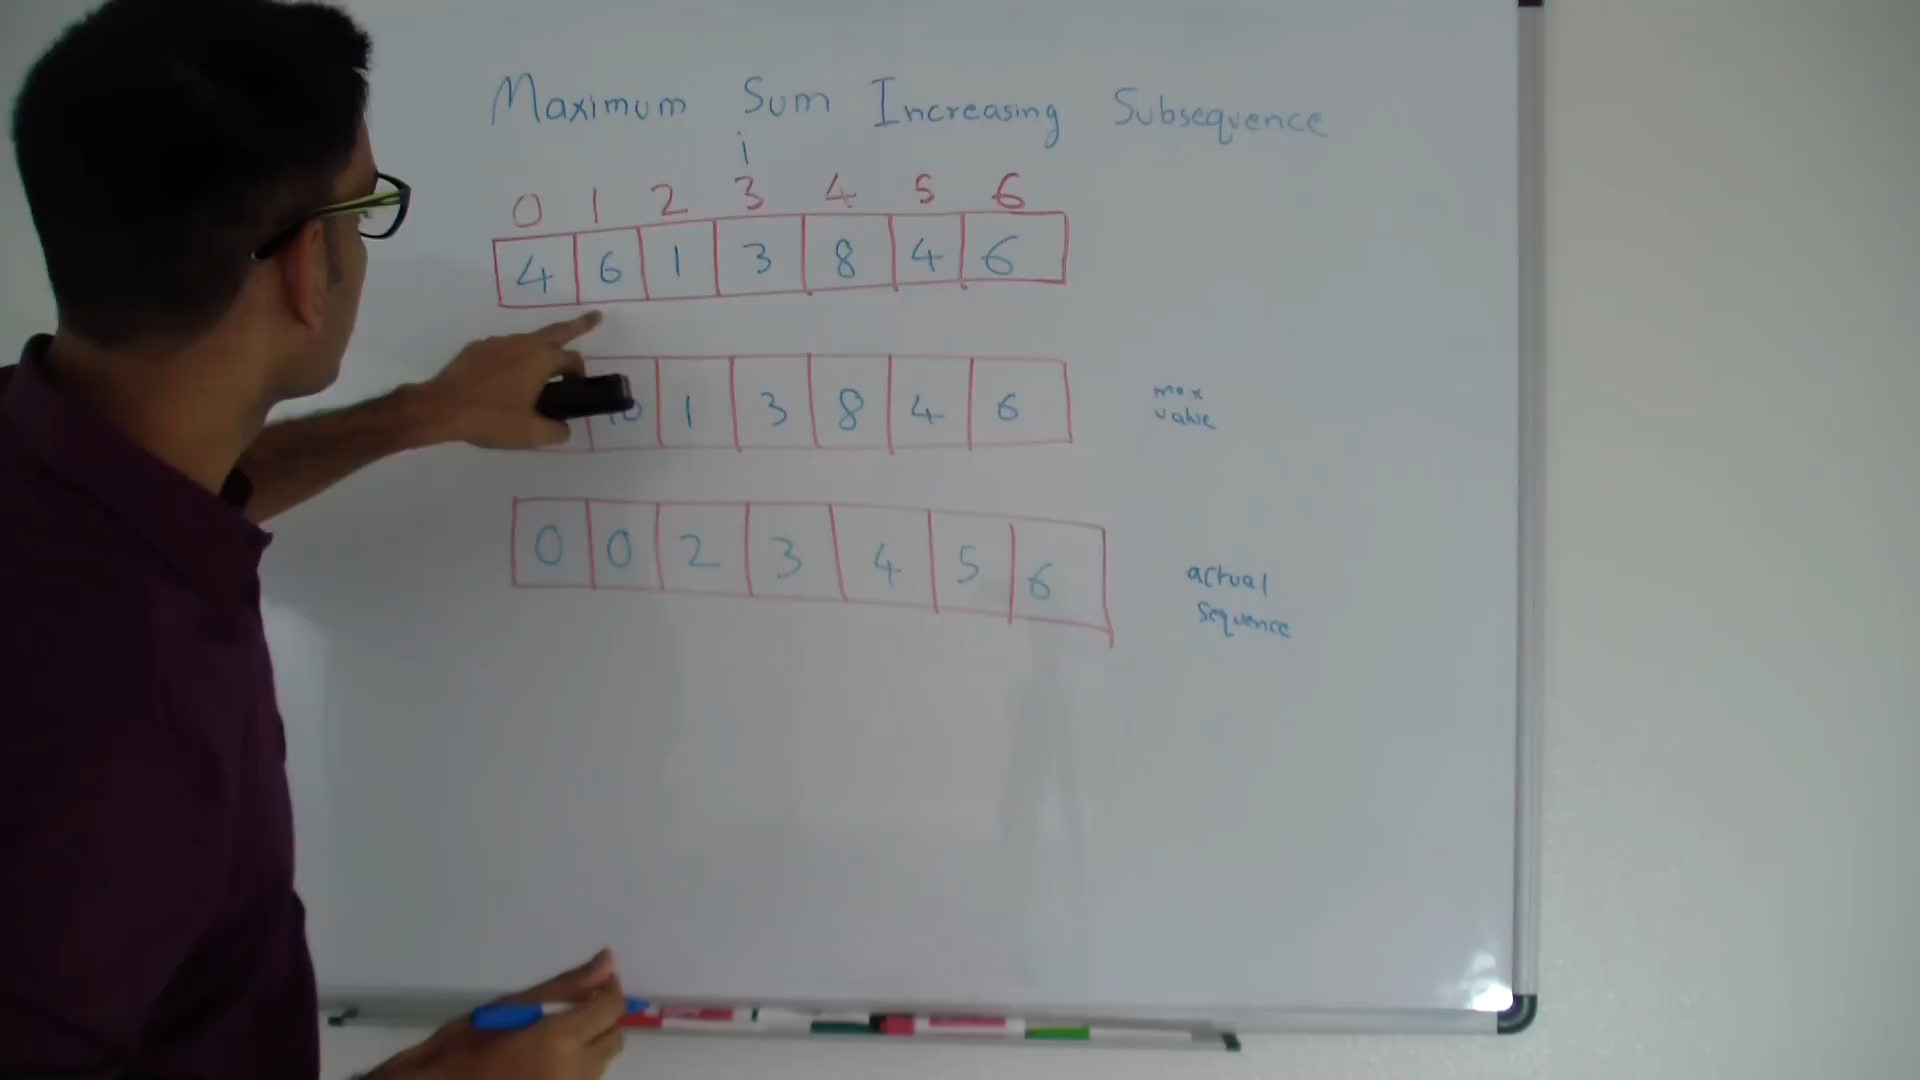 Maximum Sum Increasing Subsequence
i
0 1 2 3 4 5 6
4 6 1 3 8 4 6
10 1 3 8 4 6
max
value
0 0 2 3 4 5 6
actual
sequence